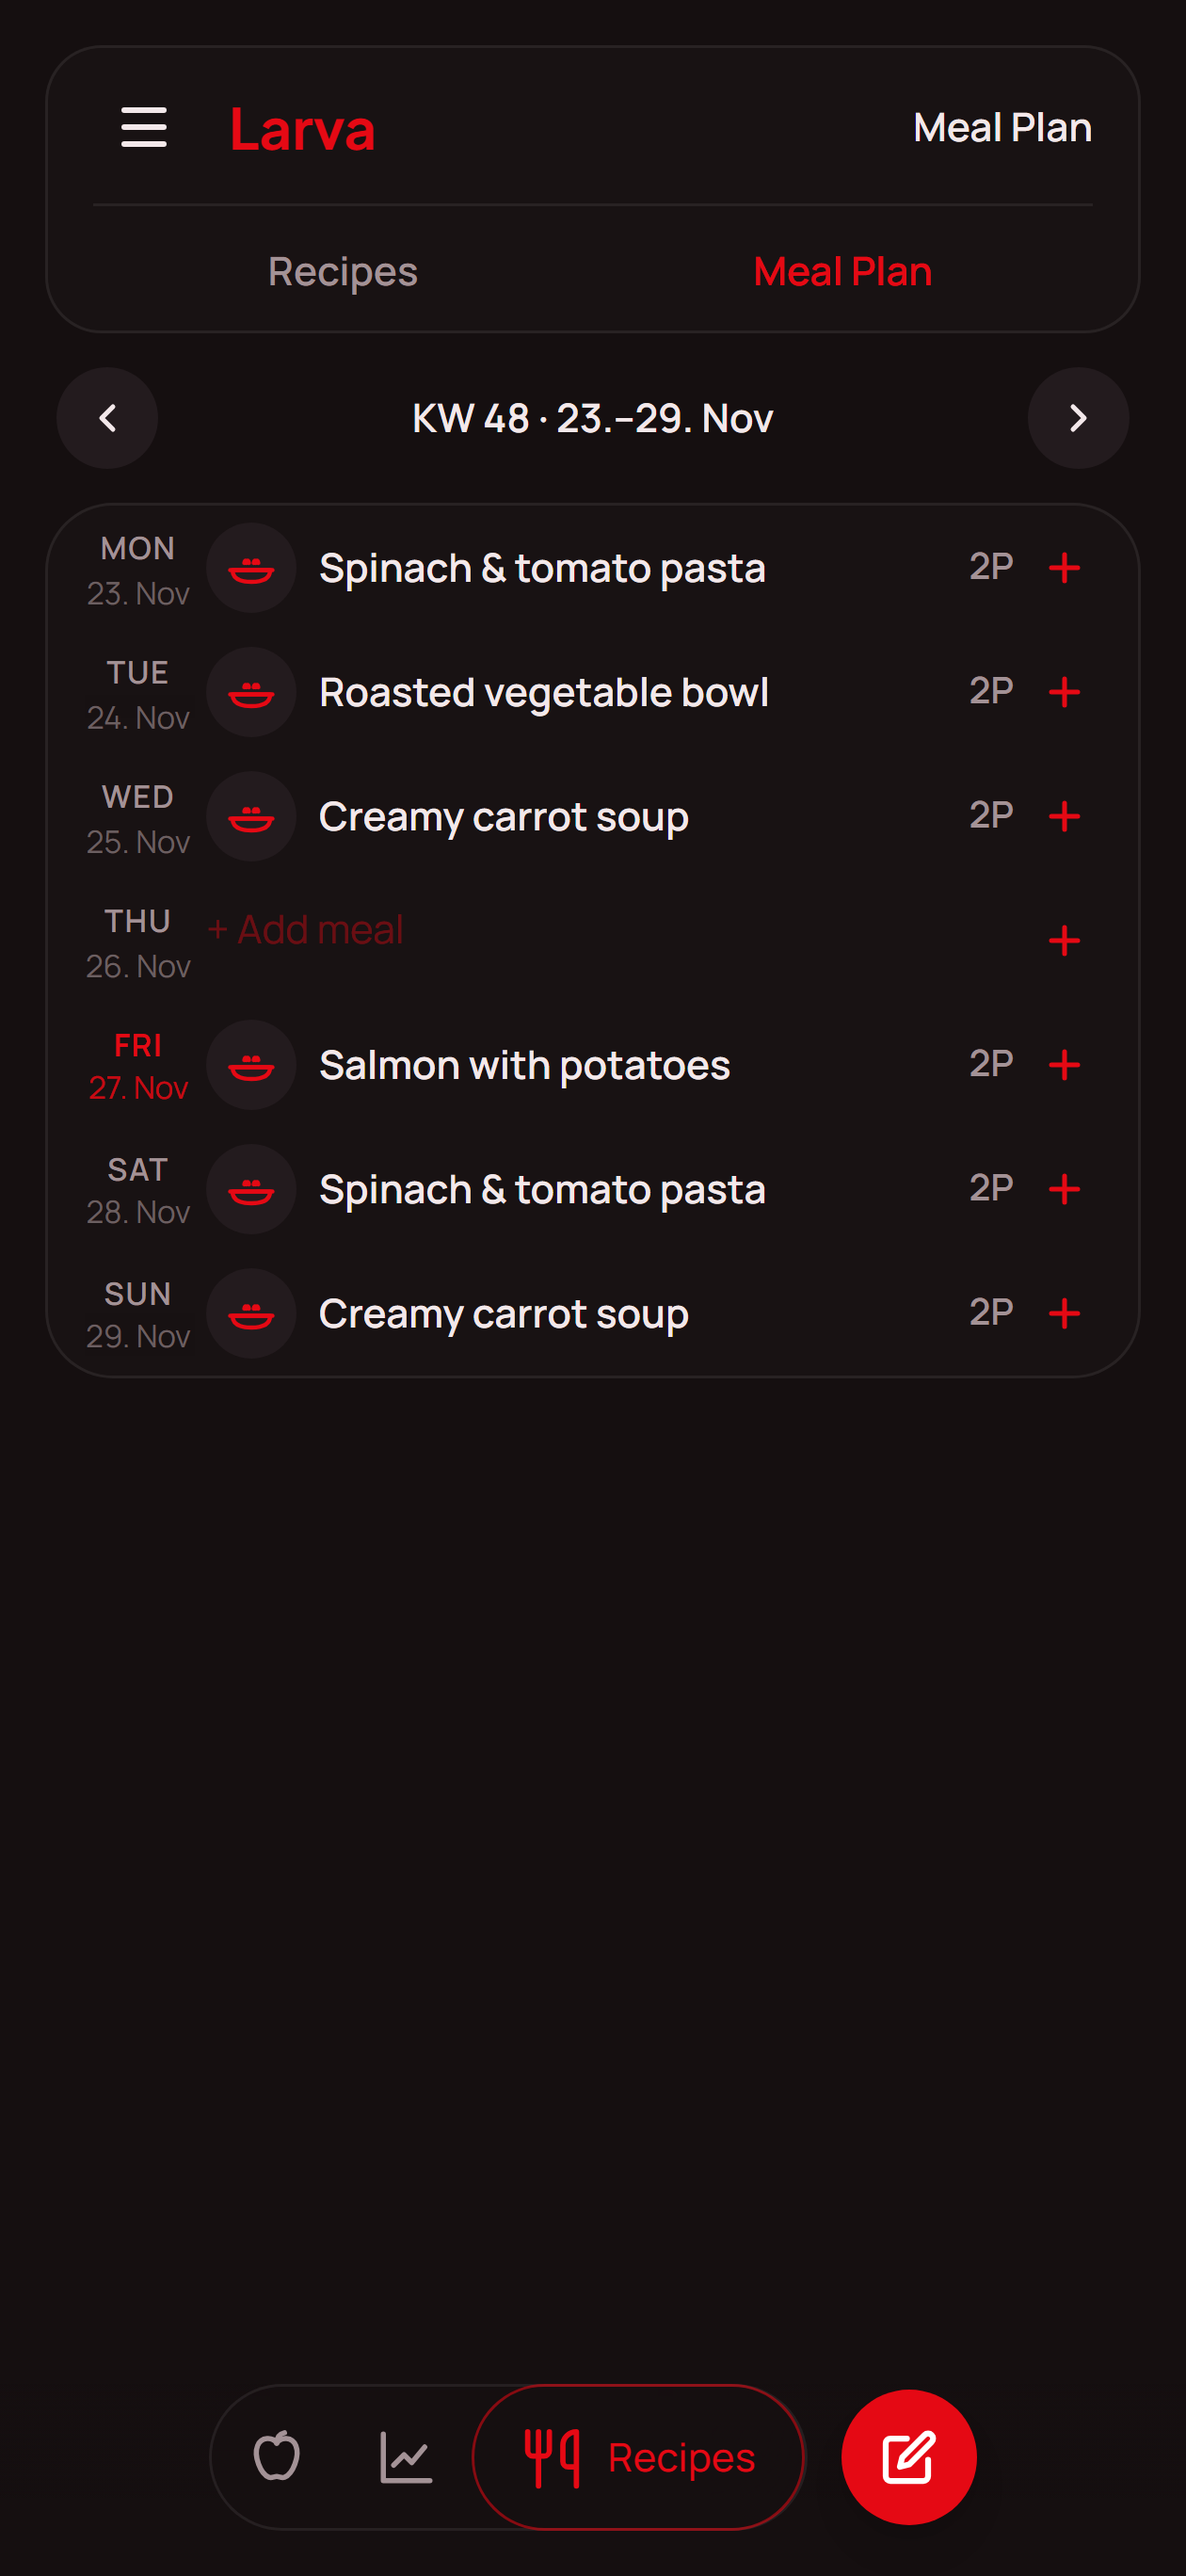 Larva
Meal Plan
Recipes
Meal Plan
KW 48 · 23.–29. Nov
MON
23. Nov
Spinach & tomato pasta
2P
+
TUE
24. Nov
Roasted vegetable bowl
2P
+
WED
25. Nov
Creamy carrot soup
2P
+
THU
26. Nov
+ Add meal
+
FRI
27. Nov
Salmon with potatoes
2P
+
SAT
28. Nov
Spinach & tomato pasta
2P
+
SUN
29. Nov
Creamy carrot soup
2P
+
Recipes